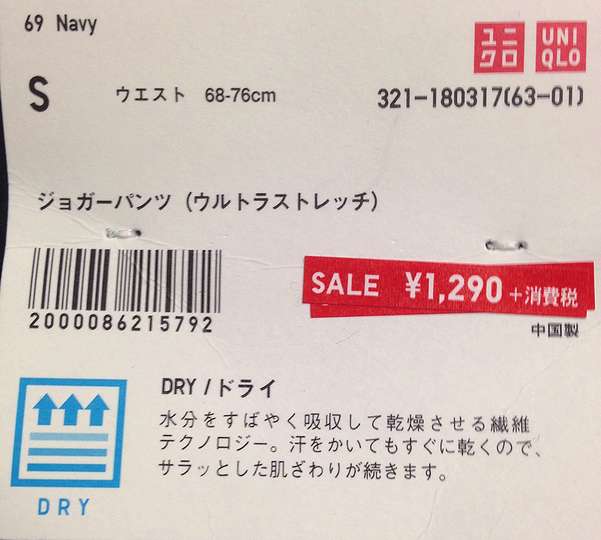 69 Navy
ユニクロ
UNIQLO
S ウエスト 68-76cm
321-180317(63-01)
ジョガーパンツ (ウルトラストレッチ)
SALE ¥1,290 +消費税
2000086215792
中国製
DRY / ドライ
水分をすばやく吸収して乾燥させる繊維
テクノロジー。汗をかいてもすぐに乾くので、
サラッとした肌ざわりが続きます。
DRY